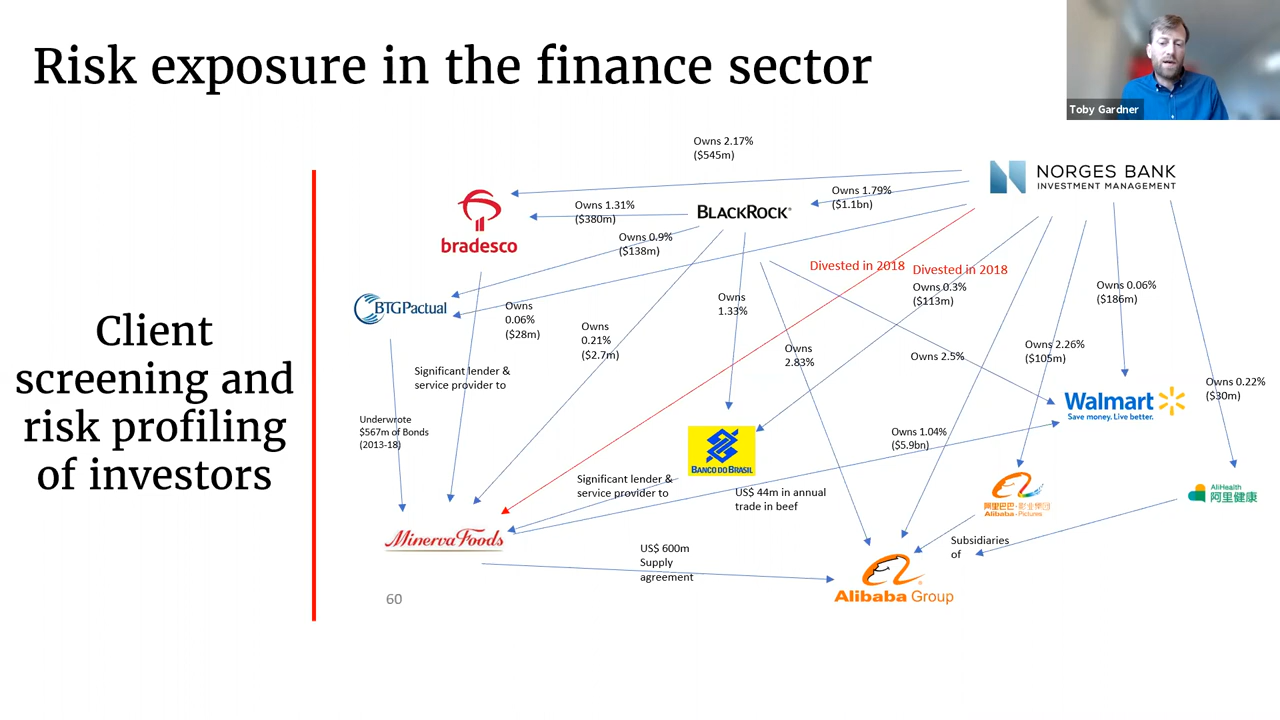 Risk exposure in the finance sector
Toby Gardner
Client
screening and
risk profiling
of investors
Owns 2.17%
($545m)
NORGES BANK
INVESTMENT MANAGEMENT
Owns 1.79%
($1.1bn)
BLACKROCK®
Owns 1.31%
($380m)
bradesco
Owns 0.9%
($138m)
Divested in 2018
Divested in 2018
Owns 0.3%
($113m)
Owns 0.06%
($186m)
BTGPactual
Owns
0.06%
($28m)
Owns
1.33%
Owns
0.21%
($2.7m)
Owns
2.83%
Owns 2.5%
Owns 2.26%
($105m)
Significant lender &
service provider to
Owns 0.22%
($30m)
Walmart
Save money. Live better.
Underwrote
$567m of Bonds
(2013-18)
Owns 1.04%
($5.9bn)
BANCO DO BRASIL
Significant lender &
service provider to
US$ 44m in annual
trade in beef
阿里巴巴·影业集团
Alibaba·Pictures
AliHealth
阿里健康
Minerva Foods
Subsidiaries
of
US$ 600m
Supply
agreement
Alibaba Group
60